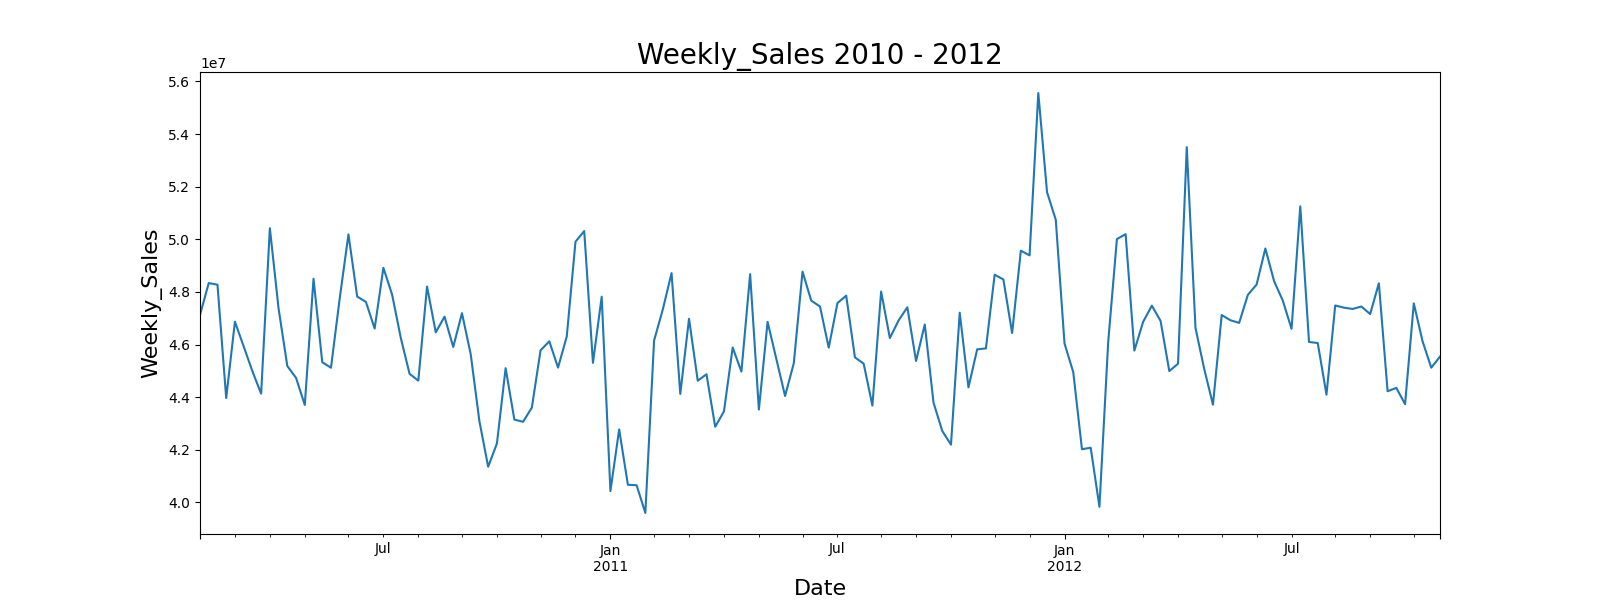 Weekly_Sales 2010 - 2012
1e7
5.6
5.4
5.2
5.0
4.8
4.6
4.4
4.2
4.0
Weekly_Sales
Jul
Jan
2011
Jul
Jan
2012
Jul
Date